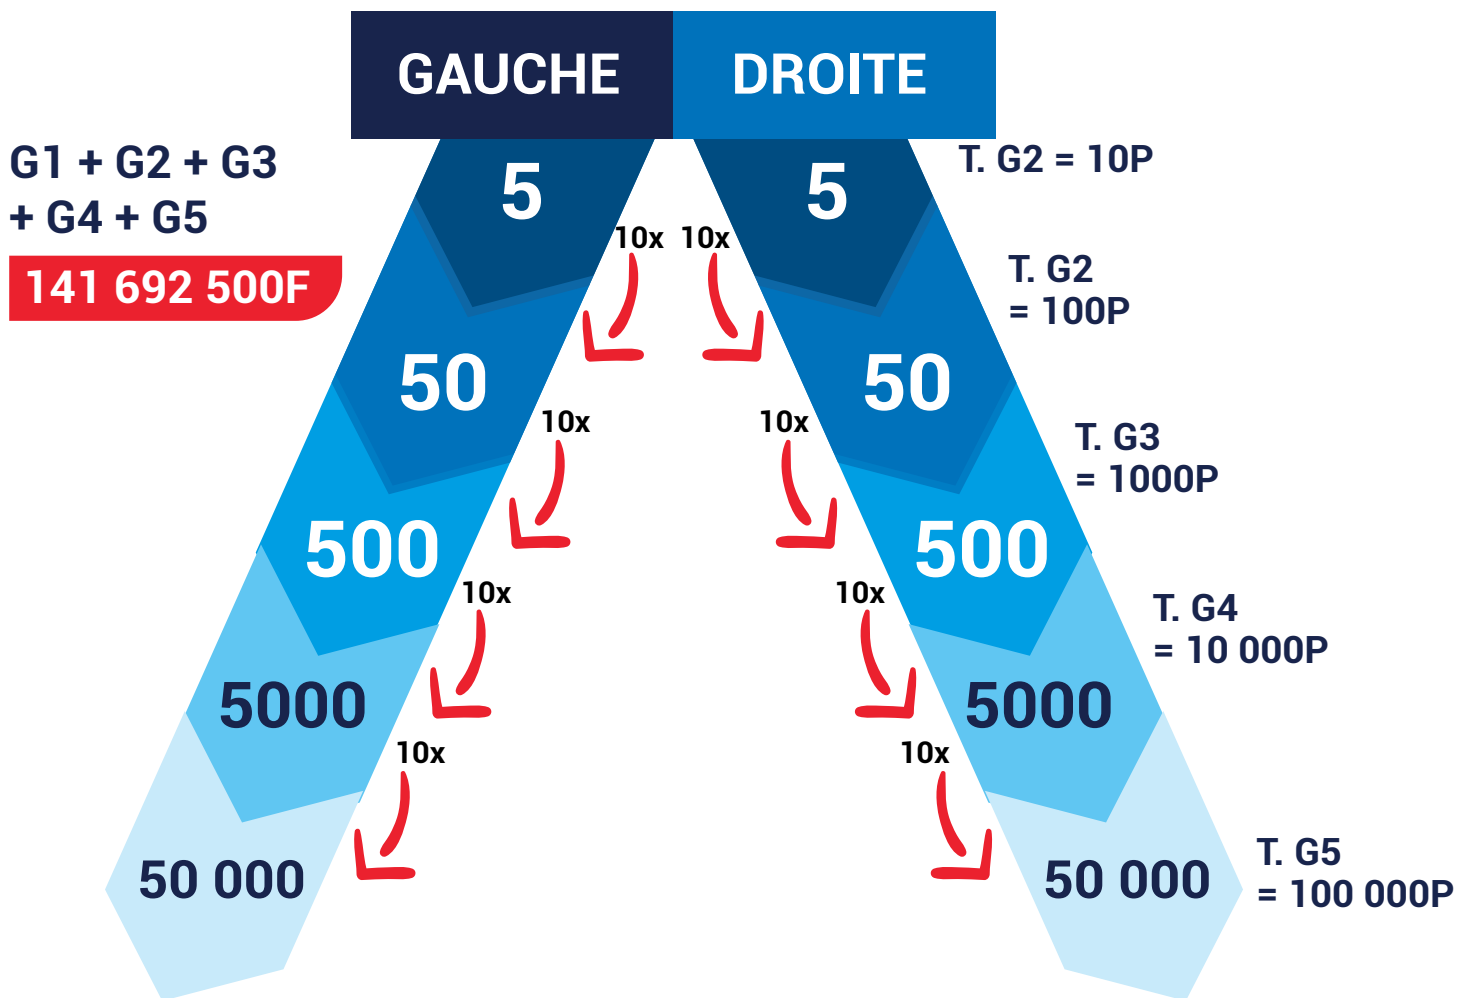 GAUCHE DROITE
G1 + G2 + G3
+ G4 + G5
141 692 500F
5 5
T. G2 = 10P
10x 10x
T. G2
= 100P
50 50
10x 10x
T. G3
= 1000P
500 500
10x 10x
T. G4
= 10 000P
5000 5000
10x 10x
50 000 50 000
T. G5
= 100 000P